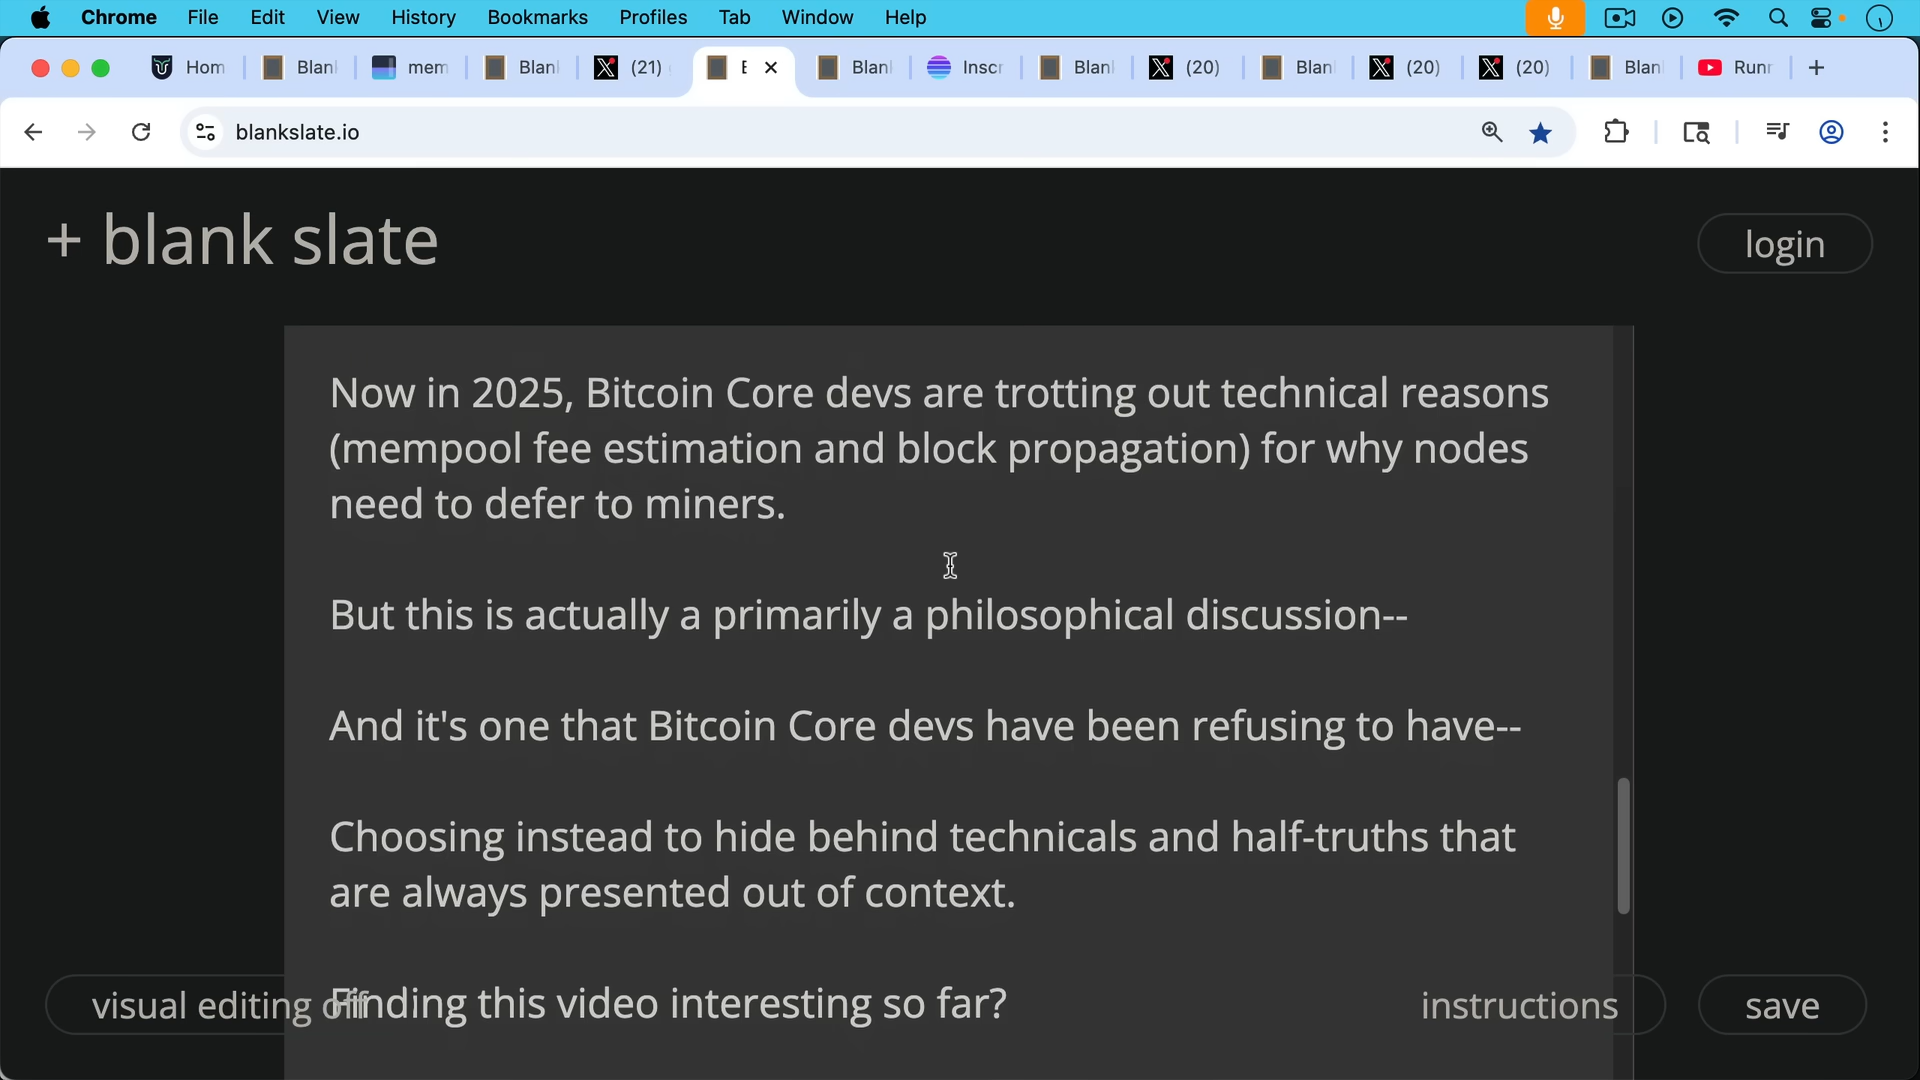 Chrome File Edit View History Bookmarks Profiles Tab Window Help
Hom Blan mem Blan (21) E Blan Inscr Blan (20) Blan (20) (20) Blan Runr
blankslate.io
+ blank slate
login
Now in 2025, Bitcoin Core devs are trotting out technical reasons
(mempool fee estimation and block propagation) for why nodes
need to defer to miners.
But this is actually a primarily a philosophical discussion--
And it's one that Bitcoin Core devs have been refusing to have--
Choosing instead to hide behind technicals and half-truths that
are always presented out of context.
Finding this video interesting so far?
visual editing off
instructions
save